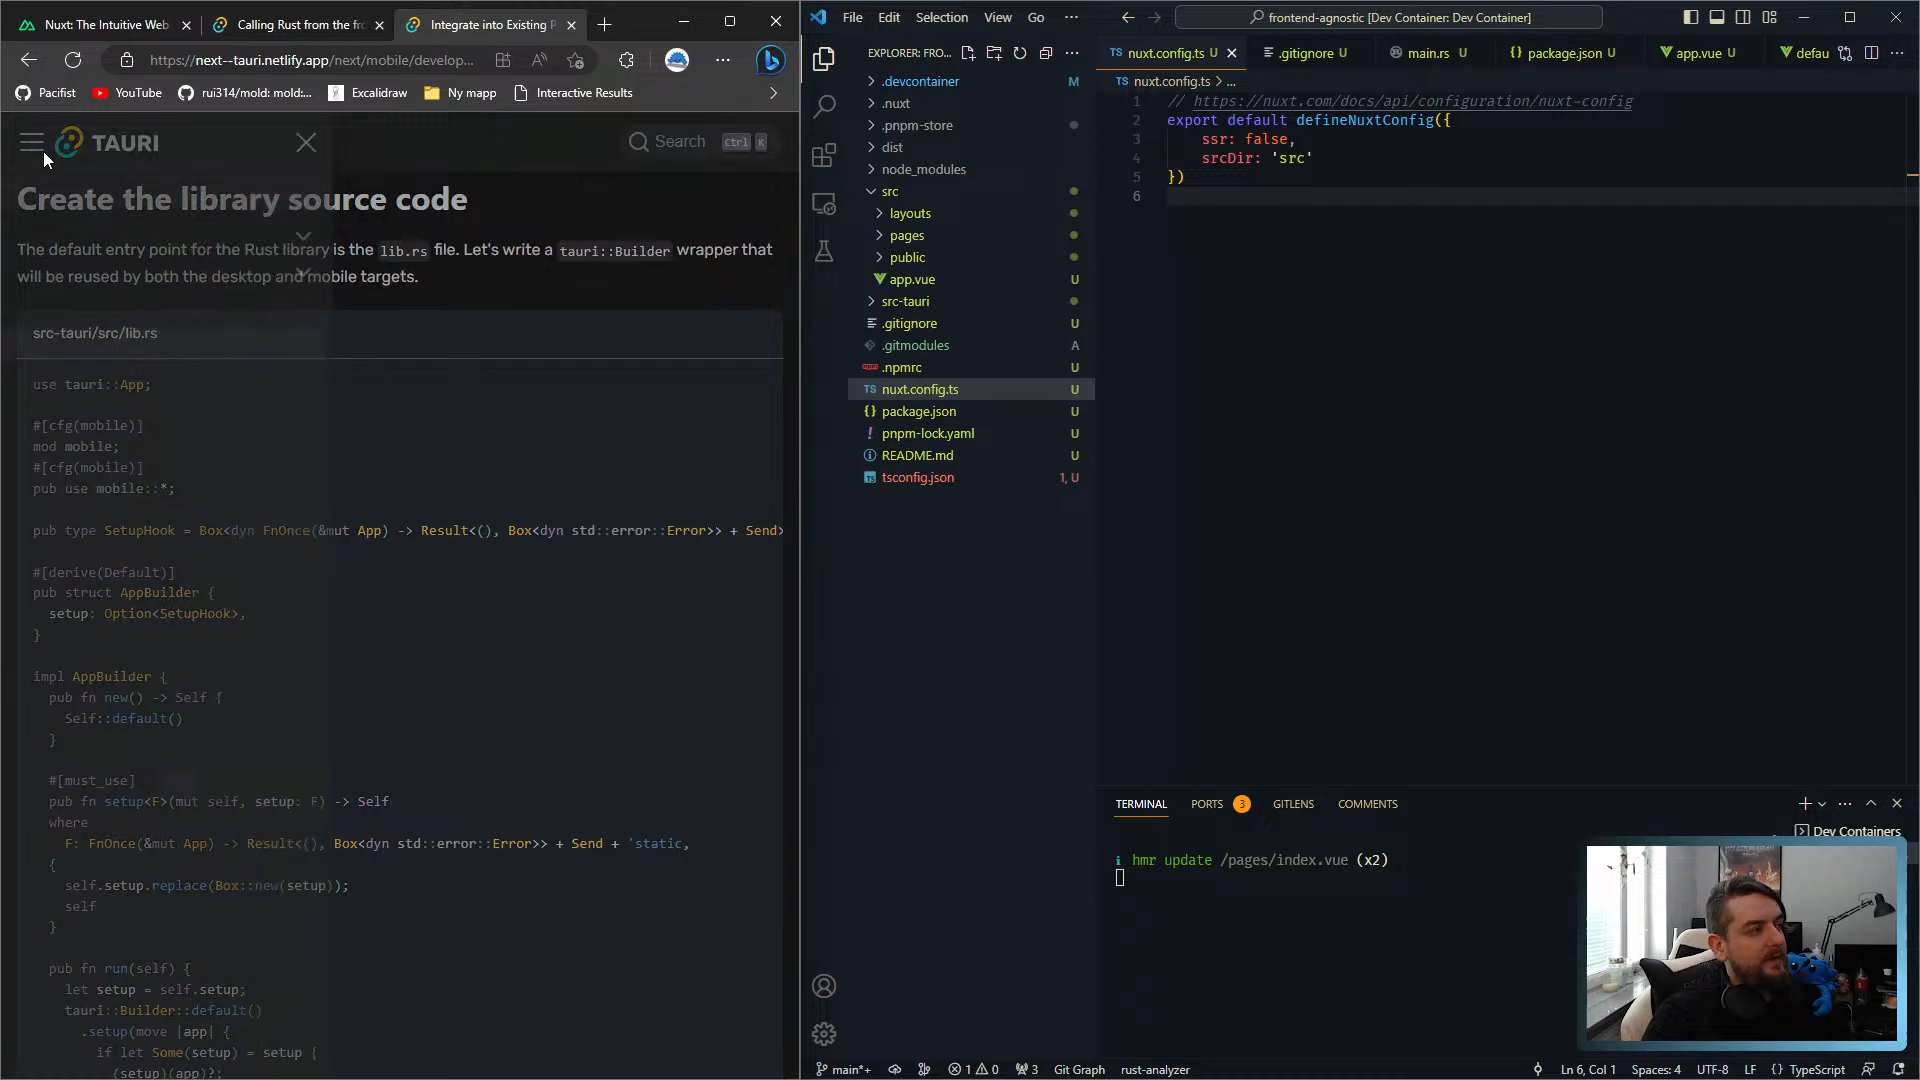 Nuxt: The Intuitive Web
Calling Rust from the fro
Integrate into Existing P
https://next--tauri.netlify.app/next/mobile/develop...
Pacifist
YouTube
rui314/mold: mold:...
Excalidraw
My mapp
Interactive Results
TAURI
Search
Ctrl K
Create the library source code
The default entry point for the Rust library is the lib.rs file. Let's write a tauri::Builder wrapper that
will be reused by both the desktop and mobile targets.
src-tauri/src/lib.rs
use tauri::App;
#[cfg(mobile)]
mod mobile;
#[cfg(mobile)]
pub use mobile::*;
pub type SetupHook = Box<dyn FnOnce(&mut App) -> Result<(), Box<dyn std::error::Error>> + Send>
#[derive(Default)]
pub struct AppBuilder {
setup: Option<SetupHook>,
}
impl AppBuilder {
pub fn new() -> Self {
Self::default()
}
#[must_use]
pub fn setup<F>(mut self, setup: F) -> Self
where
F: FnOnce(&mut App) -> Result<(), Box<dyn std::error::Error>> + Send + 'static,
{
self.setup.replace(Box::new(setup));
self
}
pub fn run(self) {
let setup = self.setup;
tauri::Builder::default()
.setup(move |app| {
if let Some(setup) = setup {
(setup)(app)?;
File Edit Selection View Go ...
frontend-agnostic [Dev Container: Dev Container]
EXPLORER: FRO...
.devcontainer M
.nuxt
.pnpm-store
dist
node_modules
src
layouts
pages
public
app.vue U
src-tauri
.gitignore U
.gitmodules A
.npmrc U
nuxt.config.ts U
package.json U
pnpm-lock.yaml U
README.md U
tsconfig.json 1, U
nuxt.config.ts U
.gitignore U
main.rs U
package.json U
app.vue U
defau
nuxt.config.ts > ...
1 // https://nuxt.com/docs/api/configuration/nuxt-config
2 export default defineNuxtConfig({
3 ssr: false,
4 srcDir: 'src'
5 })
6
TERMINAL PORTS 3 GITLENS COMMENTS
Dev Containers
i hmr update /pages/index.vue (x2)
main*+
1 0
3
Git Graph
rust-analyzer
Ln 6, Col 1
Spaces: 4
UTF-8
LF
{} TypeScript